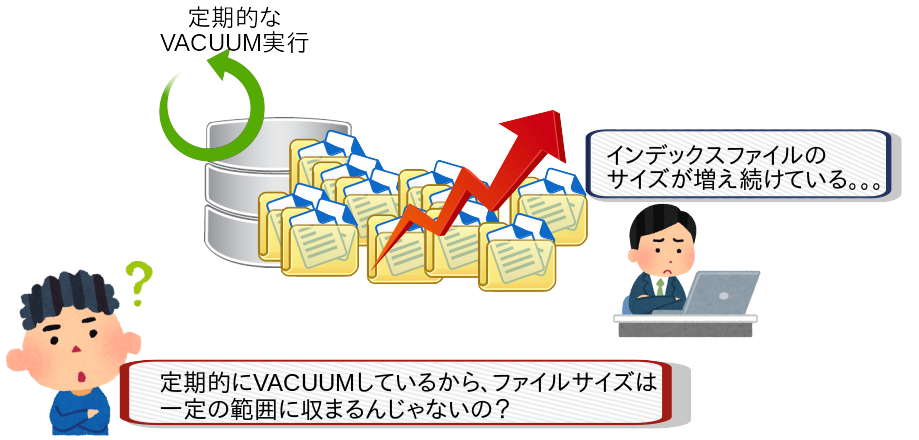 定期的な
VACUUM実行
インデックスファイルの
サイズが増え続けている。。。
?
定期的にVACUUMしているから、ファイルサイズは
一定の範囲に収まるんじゃないの？